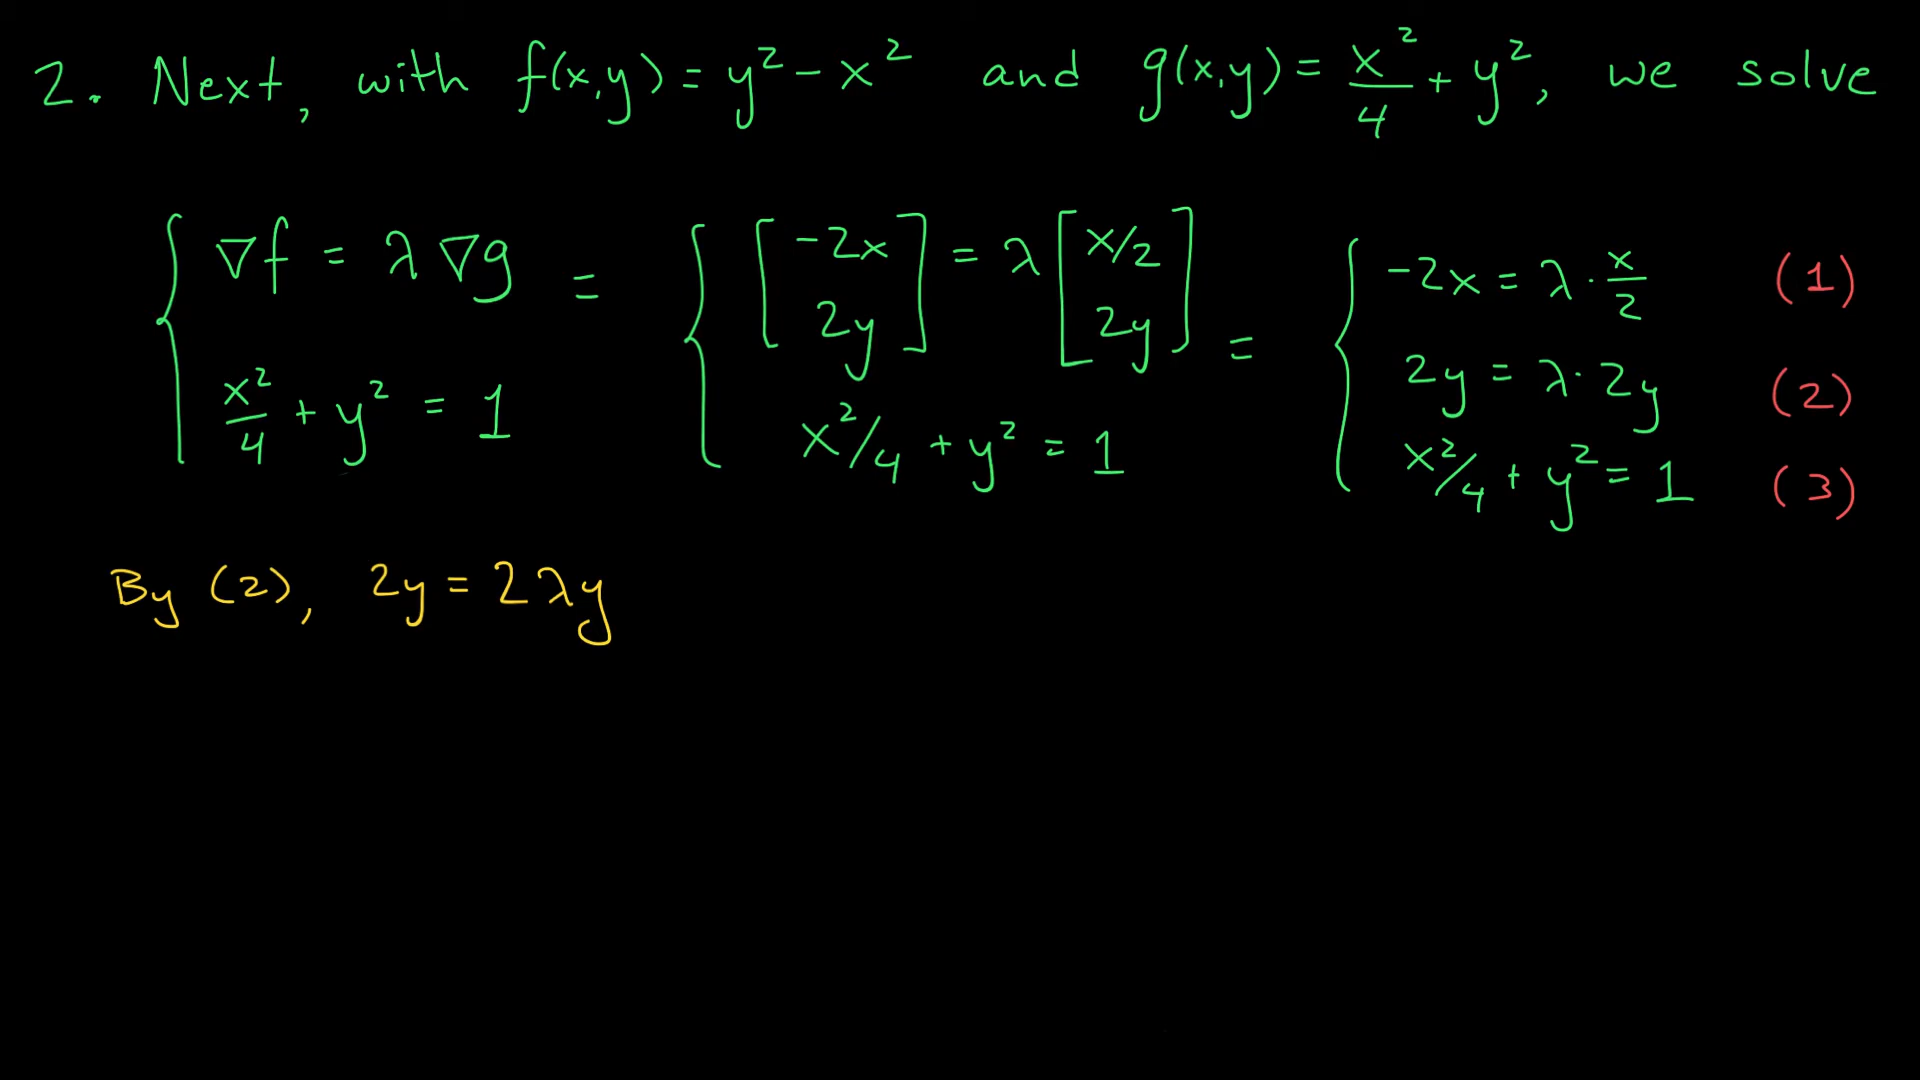 2. Next, with f(x,y) = y² - x² and g(x,y) = x²/4 + y², we solve
{ ∇f = λ∇g = { [-2x 2y] = λ [x/2 2y] = { -2x = λ · x/2 (1)
2y = λ · 2y (2)
x²/4 + y² = 1 x²/4 + y² = 1 x²/4 + y² = 1 (3)
By (2), 2y = 2λy